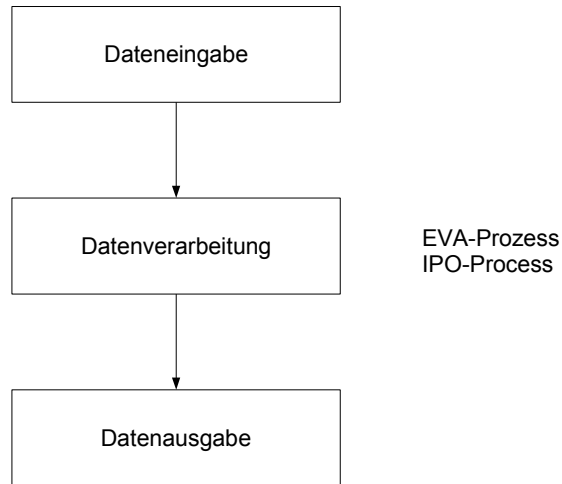 Dateneingabe
Datenverarbeitung
EVA-Prozess
IPO-Process
Datenausgabe